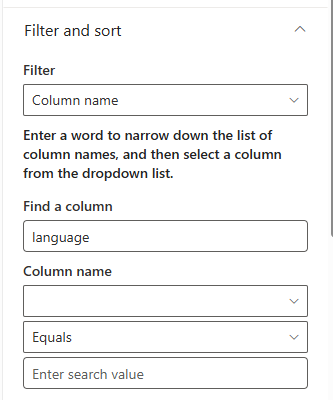 Filter and sort
Filter
Column name
Enter a word to narrow down the list of
column names, and then select a column
from the dropdown list.
Find a column
language
Column name
Equals
Enter search value